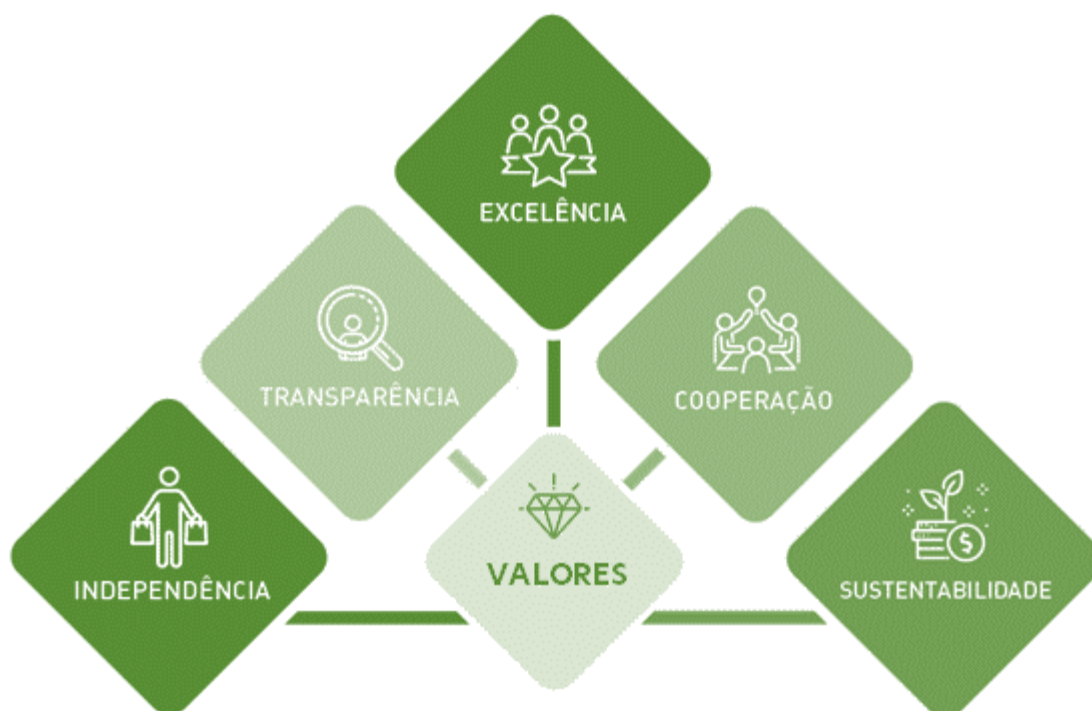 EXCELÊNCIA
TRANSPARÊNCIA
COOPERAÇÃO
INDEPENDÊNCIA
VALORES
SUSTENTABILIDADE